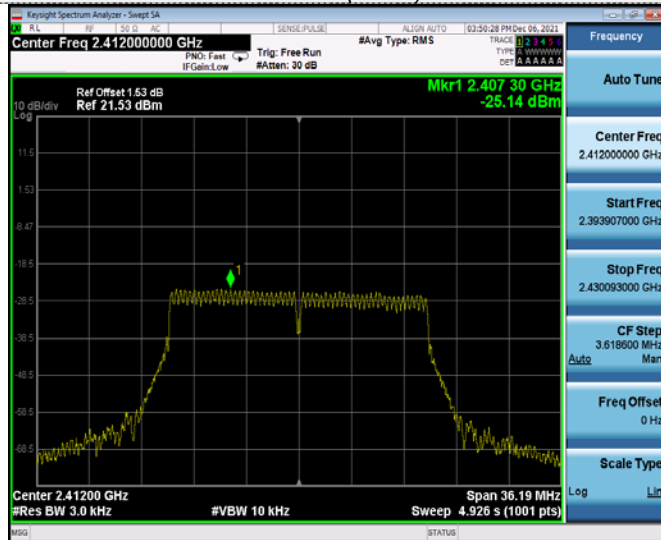 Keysight Spectrum Analyzer - Swept SA
RL RF 50 Ω AC SENSE:PULSE ALIGN AUTO 03:50:28 PM Dec 06, 2021
Center Freq 2.412000000 GHz
PNO: Fast
IFGain:Low
Trig: Free Run
#Atten: 30 dB
#Avg Type: RMS
TRACE 1 2 3 4 5 6
TYPE A WWWWW
DET A A A A A A
Ref Offset 1.53 dB
10 dB/div Ref 21.53 dBm
Log
Mkr1 2.407 30 GHz
-25.14 dBm
11.5
1.53
-8.47
-18.5
-28.5
-38.5
-48.5
-58.5
-68.5
1
Center 2.41200 GHz
Span 36.19 MHz
#Res BW 3.0 kHz
#VBW 10 kHz
Sweep 4.926 s (1001 pts)
MSG
STATUS
Frequency
Auto Tune
Center Freq
2.412000000 GHz
Start Freq
2.393907000 GHz
Stop Freq
2.430093000 GHz
CF Step
3.618600 MHz
Auto Man
Freq Offset
0 Hz
Scale Type
Log Lin